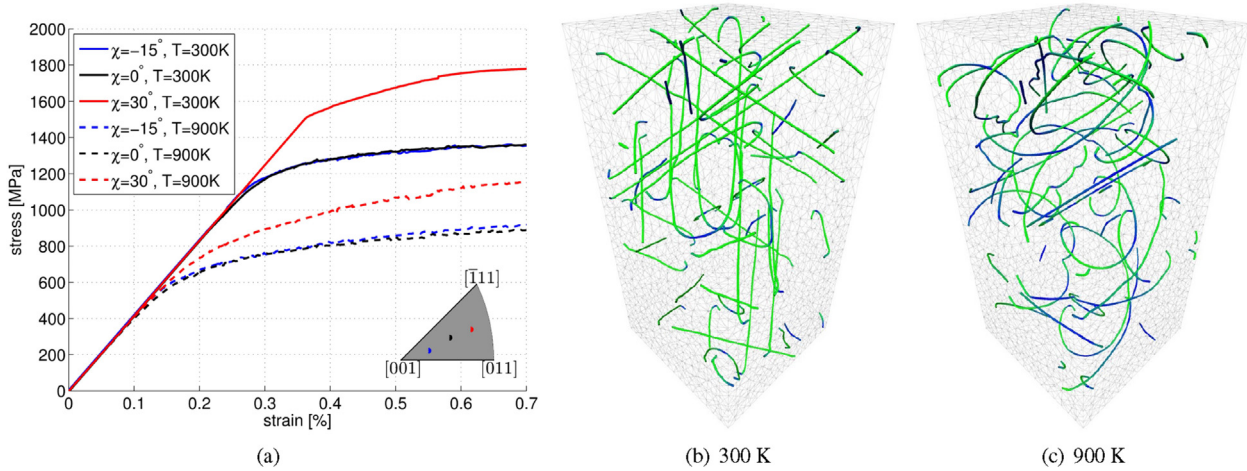 2000
1800
1600
1400
1200
1000
800
600
400
200
0
stress [MPa]
χ=−15°, T=300K
χ=0°, T=300K
χ=30°, T=300K
χ=−15°, T=900K
χ=0°, T=900K
χ=30°, T=900K
[1̅11]
[001]
[011]
0 0.1 0.2 0.3 0.4 0.5 0.6 0.7
strain [%]
(a)
(b) 300 K
(c) 900 K